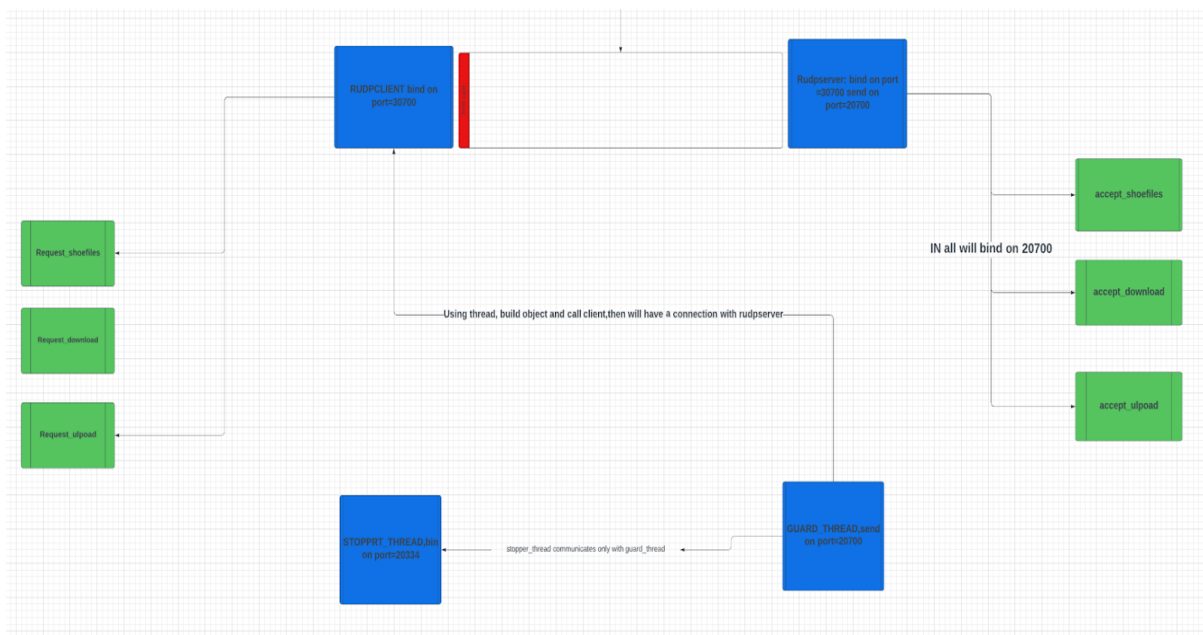 RUDPCLIENT bind on
port=30700
Rudpserver: bind on port
=30700 send on
port=20700
accept_shoefiles
Request_shoefiles
IN all will bind on 20700
accept_download
Using thread, build object and call client,then will have a connection with rudpserver
Request_download
accept_ulpoad
Request_ulpoad
STOPPRT_THREAD,bin
on port=20334
stopper_thread communicates only with guard_thread
GUARD_THREAD,send
on port=20700